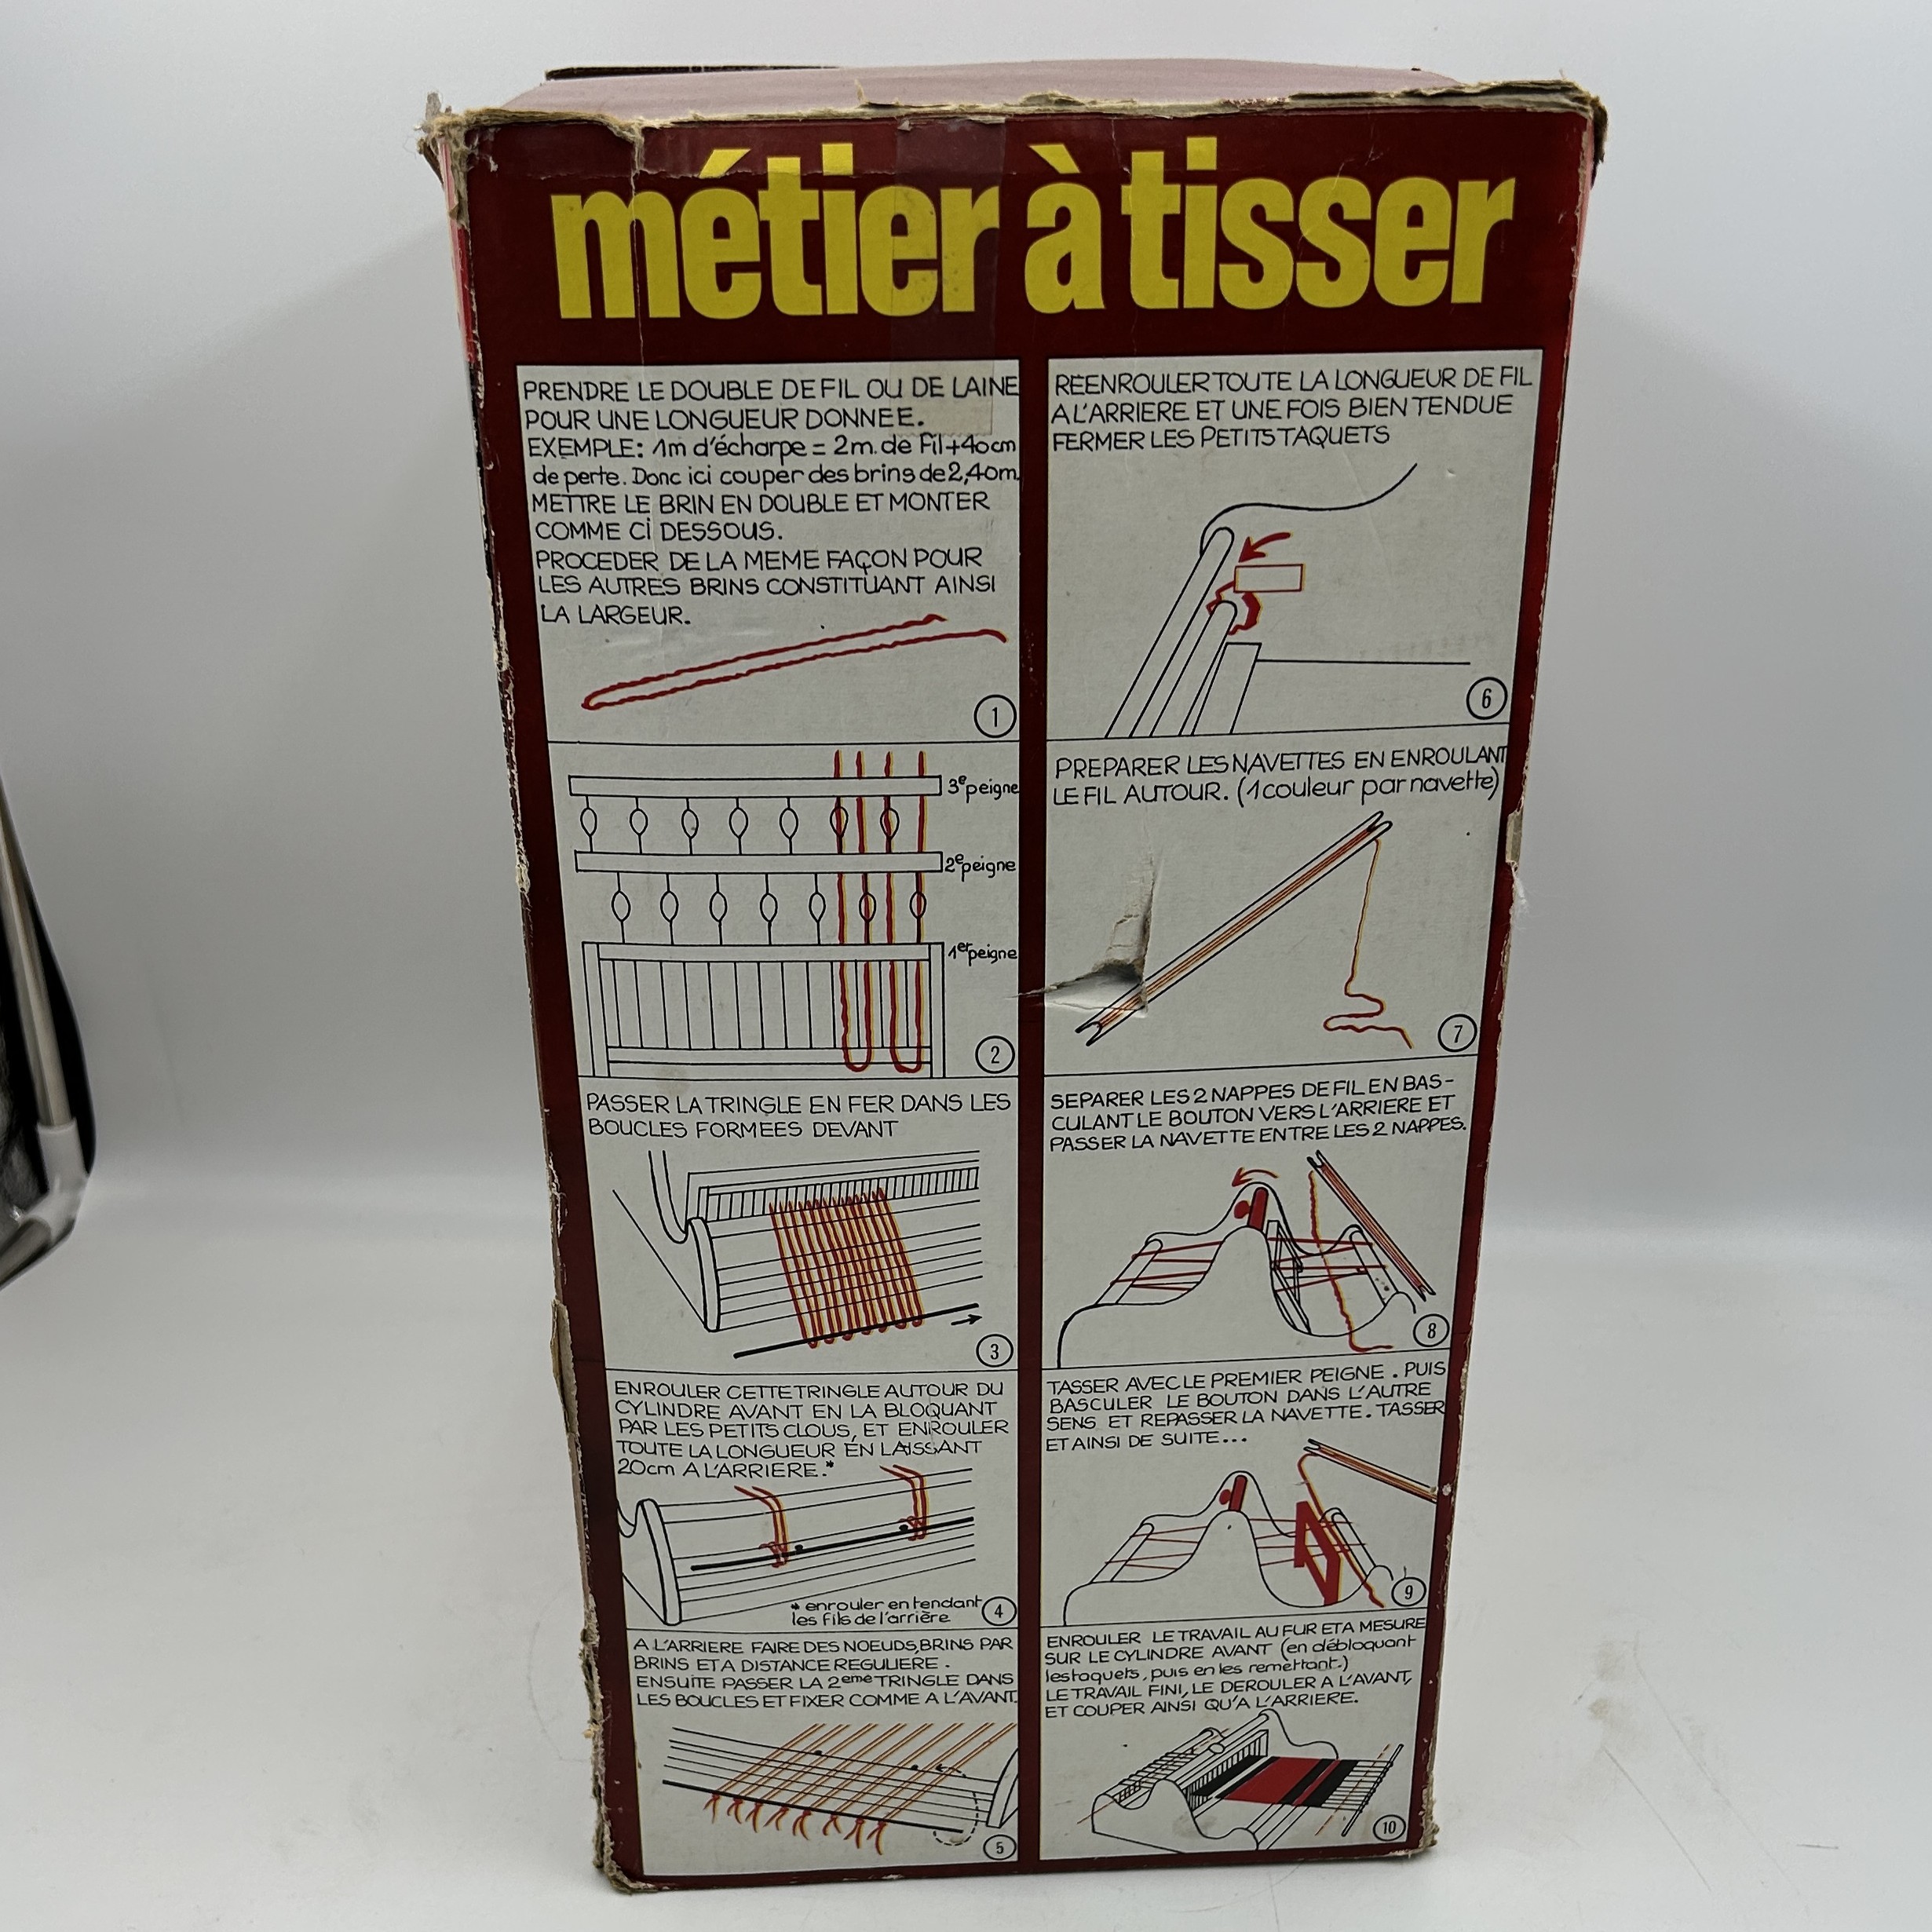 métier à tisser
PRENDRE LE DOUBLE DE FIL OU DE LAINE
POUR UNE LONGUEUR DONNEE.
EXEMPLE: 1m d'écharpe = 2m. de Fil+40cm
de perte. Donc ici couper des brins de 2,40m.
METTRE LE BRIN EN DOUBLE ET MONTER
COMME Ci DESSOUS.
PROCEDER DE LA MEME FAÇON POUR
LES AUTRES BRINS CONSTITUANT AINSI
LA LARGEUR.
1
3e peigne
2e peigne
1er peigne
2
PASSER LA TRINGLE EN FER DANS LES
BOUCLES FORMEES DEVANT
3
ENROULER CETTE TRINGLE AUTOUR DU
CYLINDRE AVANT EN LA BLOQUANT
PAR LES PETITS CLOUS, ET ENROULER
TOUTE LA LONGUEUR EN LAISSANT
20cm A L'ARRIERE.*
* enrouler en tendant
les fils de l'arrière
4
A L'ARRIERE FAIRE DES NOEUDS, BRINS PAR
BRINS ET A DISTANCE REGULIERE.
ENSUITE PASSER LA 2eme TRINGLE DANS
LES BOUCLES ET FIXER COMME A L'AVANT.
5
REENROULER TOUTE LA LONGUEUR DE FIL
A L'ARRIERE ET UNE FOIS BIEN TENDUE
FERMER LES PETITS TAQUETS
6
PREPARER LES NAVETTES EN ENROULANT
LE FIL AUTOUR. (1 couleur par navette)
7
SEPARER LES 2 NAPPES DE FIL EN BAS-
CULANT LE BOUTON VERS L'ARRIERE ET
PASSER LA NAVETTE ENTRE LES 2 NAPPES.
8
TASSER AVEC LE PREMIER PEIGNE. PUIS
BASCULER LE BOUTON DANS L'AUTRE
SENS ET REPASSER LA NAVETTE. TASSER
ET AINSI DE SUITE...
9
ENROULER LE TRAVAIL AU FUR ET A MESURE
SUR LE CYLINDRE AVANT (en débloquant
les taquets, puis en les remettant.)
LE TRAVAIL FINI, LE DEROULER A L'AVANT,
ET COUPER AINSI QU'A L'ARRIERE.
10